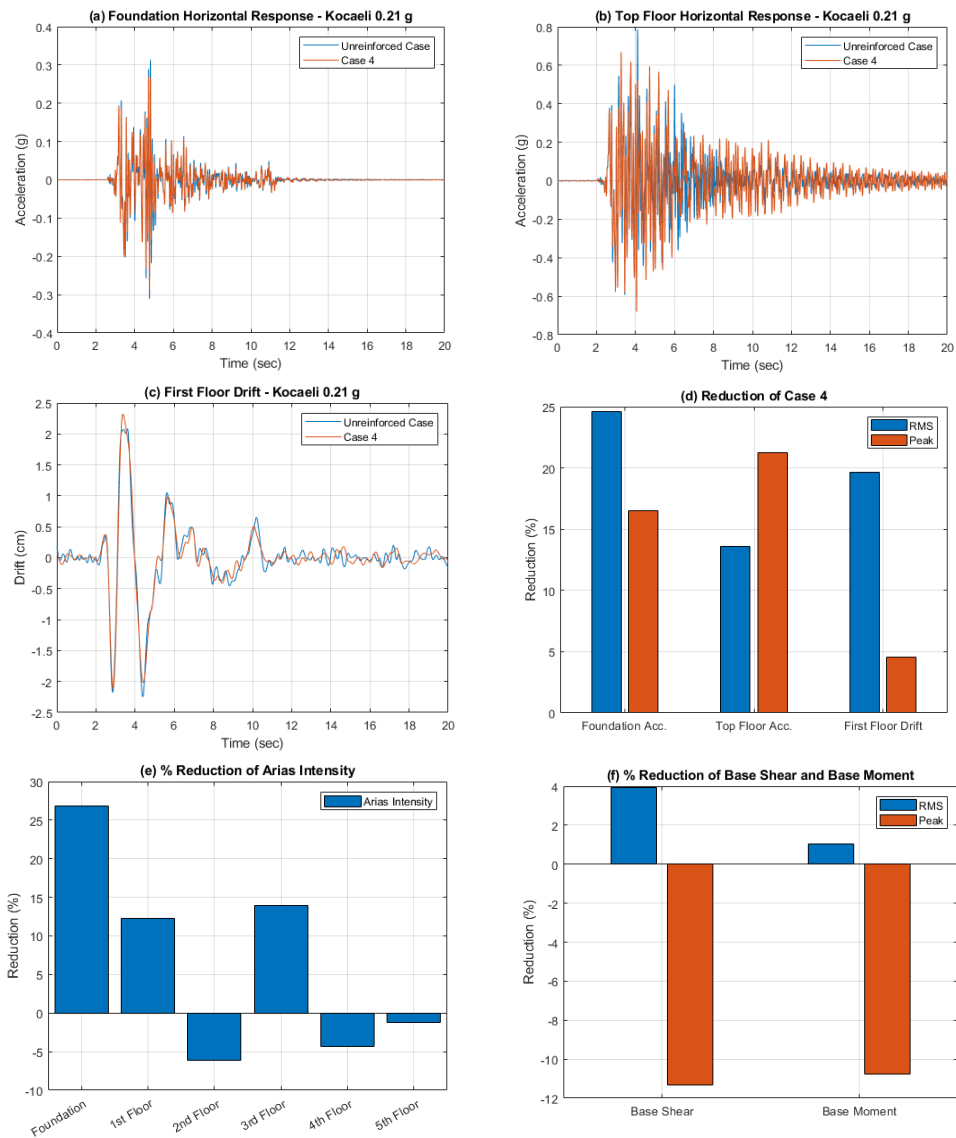 (a) Foundation Horizontal Response - Kocaeli 0.21 g
Unreinforced Case
Case 4
Acceleration (g)
0.4
0.3
0.2
0.1
0
-0.1
-0.2
-0.3
-0.4
0 2 4 6 8 10 12 14 16 18 20
Time (sec)
(b) Top Floor Horizontal Response - Kocaeli 0.21 g
Unreinforced Case
Case 4
Acceleration (g)
0.8
0.6
0.4
0.2
0
-0.2
-0.4
-0.6
-0.8
0 2 4 6 8 10 12 14 16 18 20
Time (sec)
(c) First Floor Drift - Kocaeli 0.21 g
Unreinforced Case
Case 4
Drift (cm)
2.5
2
1.5
1
0.5
0
-0.5
-1
-1.5
-2
-2.5
0 2 4 6 8 10 12 14 16 18 20
Time (sec)
(d) Reduction of Case 4
RMS
Peak
Reduction (%)
25
20
15
10
5
0
Foundation Acc. Top Floor Acc. First Floor Drift
(e) % Reduction of Arias Intensity
Arias Intensity
Reduction (%)
30
25
20
15
10
5
0
-5
-10
Foundation 1st Floor 2nd Floor 3rd Floor 4th Floor 5th Floor
(f) % Reduction of Base Shear and Base Moment
RMS
Peak
Reduction (%)
4
2
0
-2
-4
-6
-8
-10
-12
Base Shear Base Moment